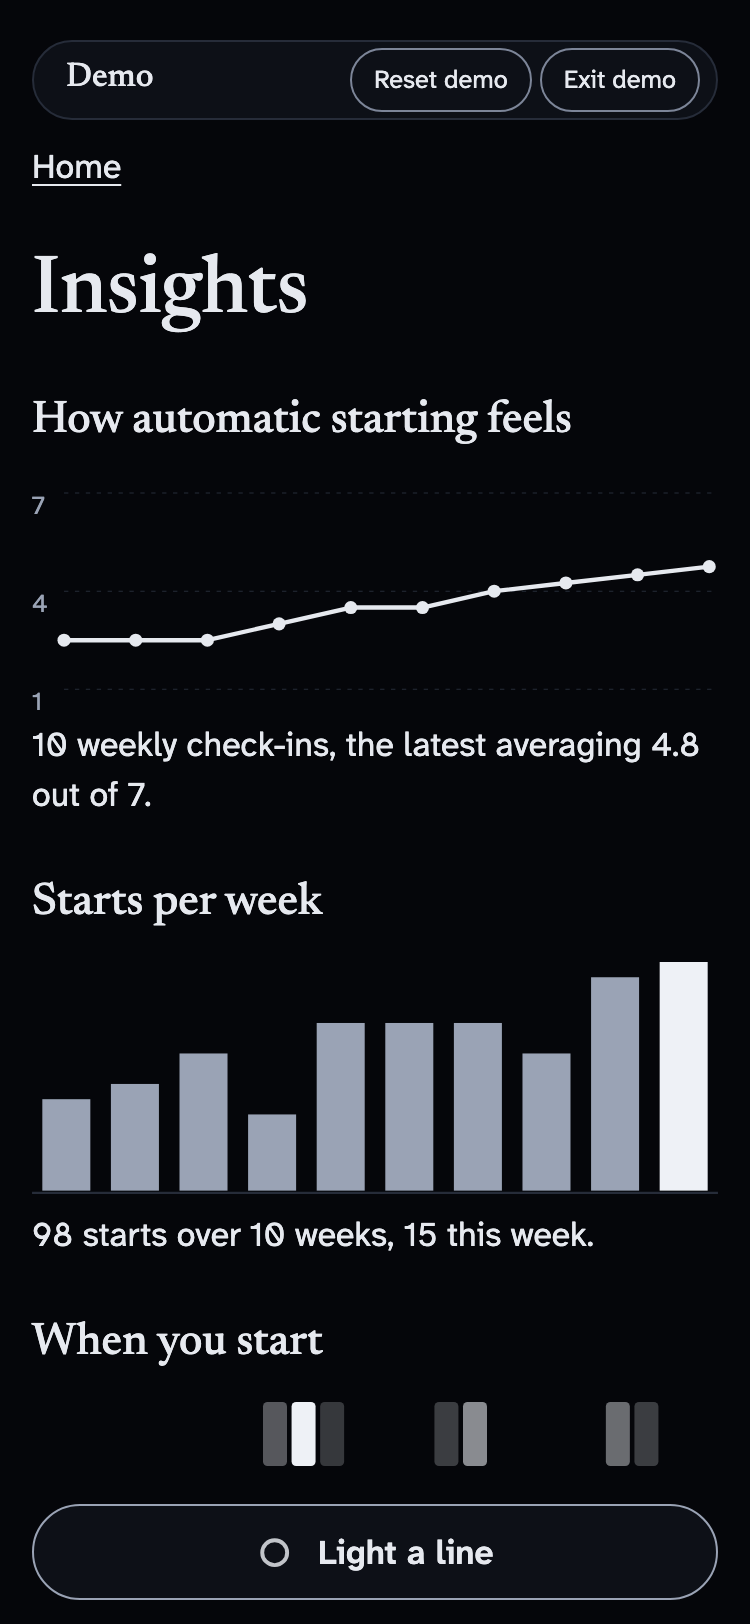 Demo
Reset demo
Exit demo
Home
Insights
How automatic starting feels
7
4
1
10 weekly check-ins, the latest averaging 4.8
out of 7.
Starts per week
98 starts over 10 weeks, 15 this week.
When you start
Light a line